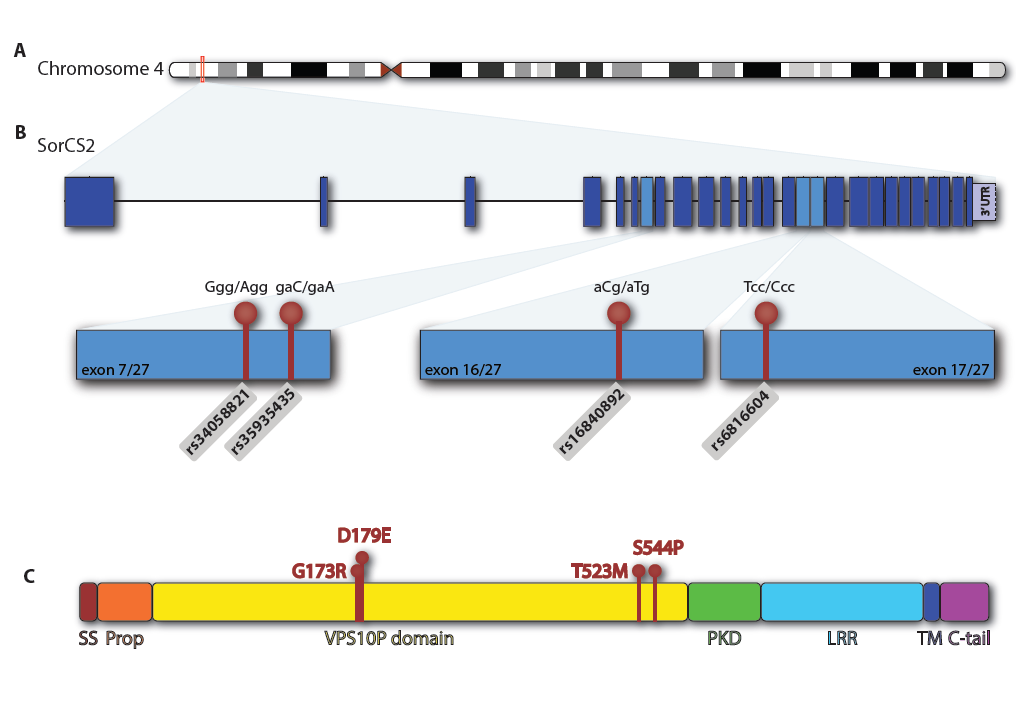 A
Chromosome 4
B
SorCS2
3'UTR
Ggg/Agg gaC/gaA
aCg/aTg
Tcc/Ccc
exon 7/27
exon 16/27
exon 17/27
rs34058821
rs35935435
rs16840892
rs6816604
C
D179E
G173R
T523M
S544P
SS Prop VPS10P domain PKD LRR TM C-tail